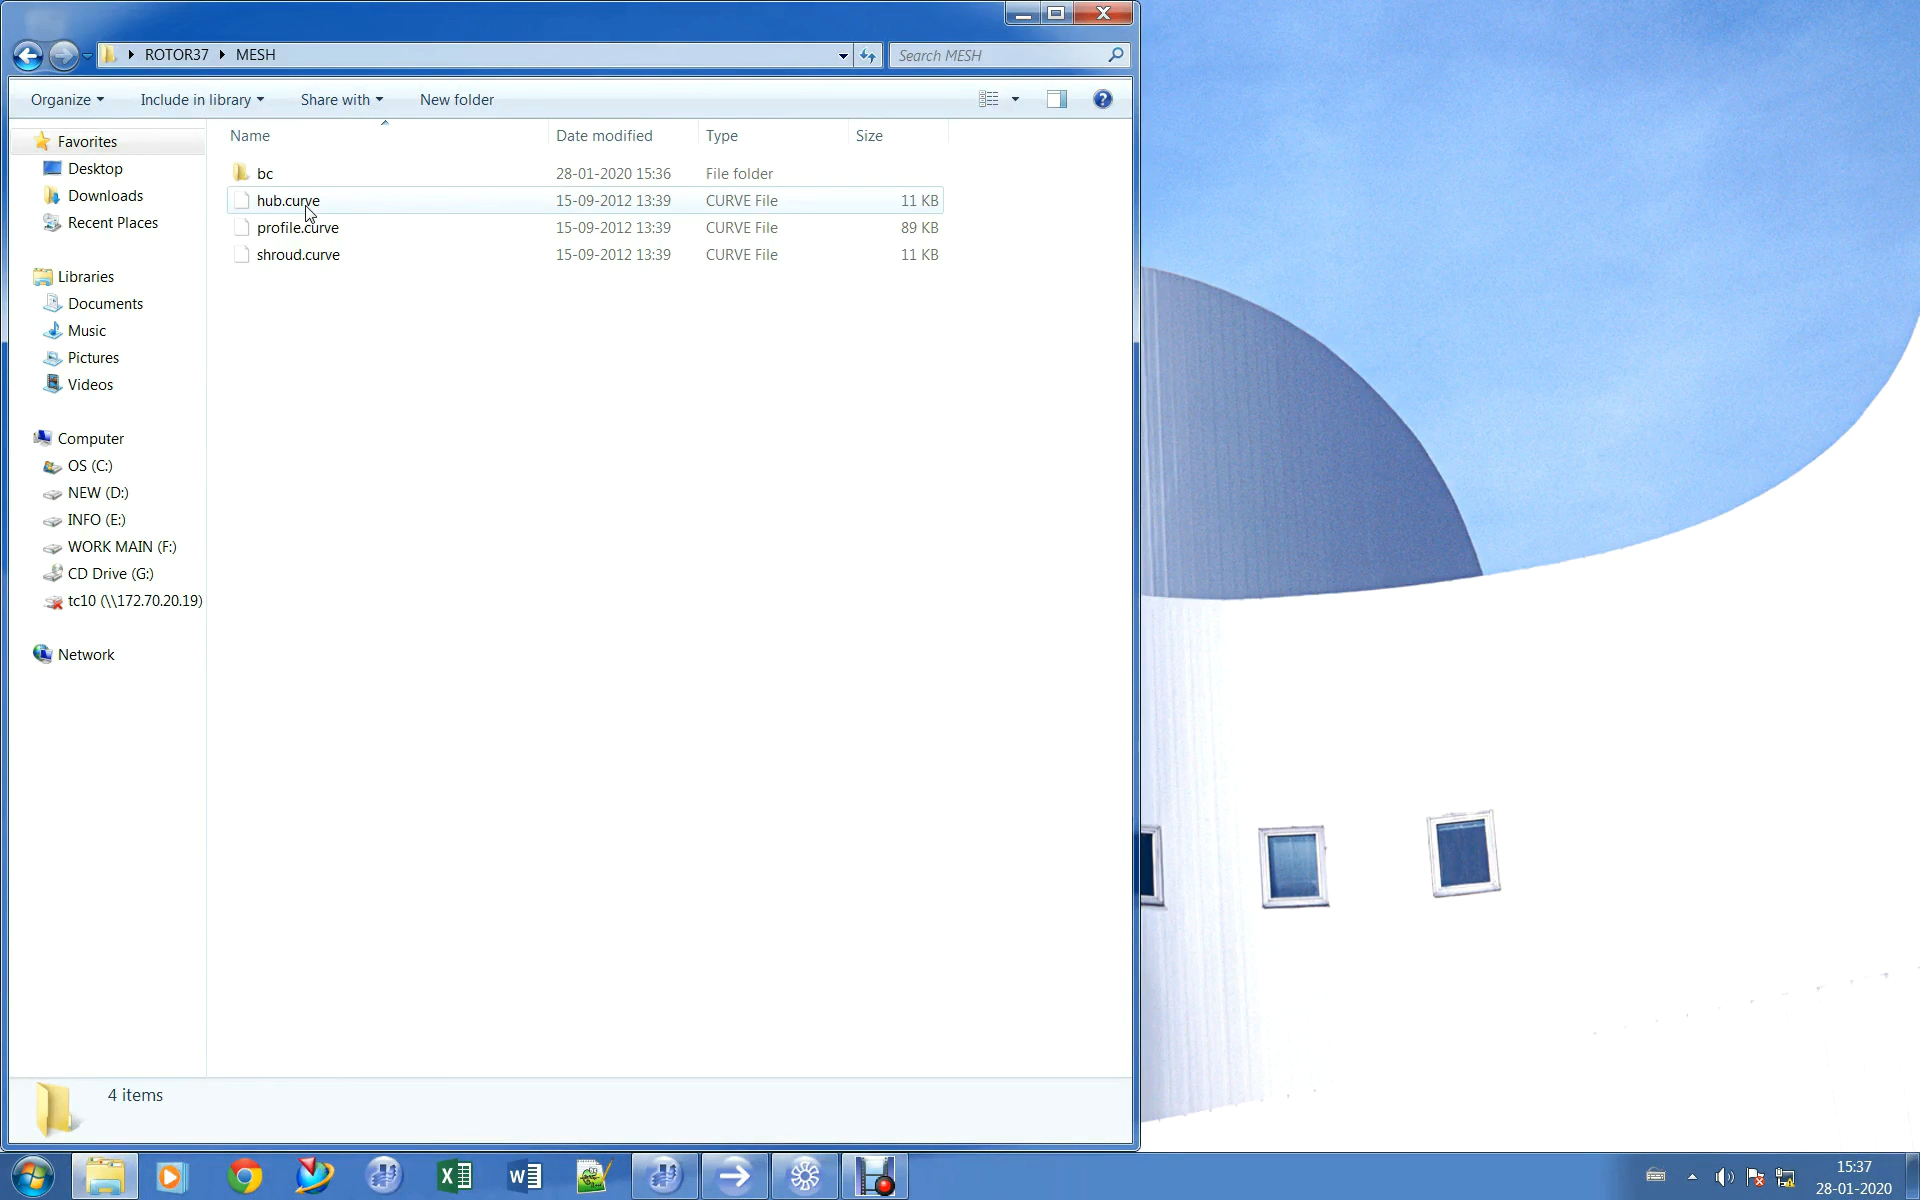 ROTOR37 MESH
Search MESH
Organize Include in library Share with New folder
Name Date modified Type Size
Favorites
Desktop
Downloads
Recent Places
Libraries
Documents
Music
Pictures
Videos
Computer
OS (C:)
NEW (D:)
INFO (E:)
WORK MAIN (F:)
CD Drive (G:)
tc10 (\\172.70.20.19)
Network
bc 28-01-2020 15:36 File folder
hub.curve 15-09-2012 13:39 CURVE File 11 KB
profile.curve 15-09-2012 13:39 CURVE File 89 KB
shroud.curve 15-09-2012 13:39 CURVE File 11 KB
4 items
15:37
28-01-2020